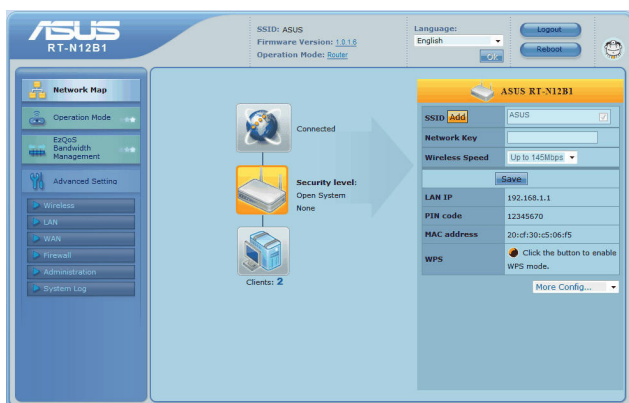 ASUS
RT-N12B1
SSID: ASUS
Firmware Version: 1.0.1.6
Operation Mode: Router
Language:
English
OK
Logout
Reboot
Network Map
Operation Mode
EzQoS
Bandwidth
Management
Advanced Setting
Wireless
LAN
WAN
Firewall
Administration
System Log
Connected
Security level:
Open System
None
Clients: 2
ASUS RT-N12B1
SSID Add ASUS
Network Key
Wireless Speed Up to 145Mbps
Save
LAN IP 192.168.1.1
PIN code 12345670
MAC address 20:cf:30:c5:06:f5
WPS Click the button to enable
WPS mode.
More Config...